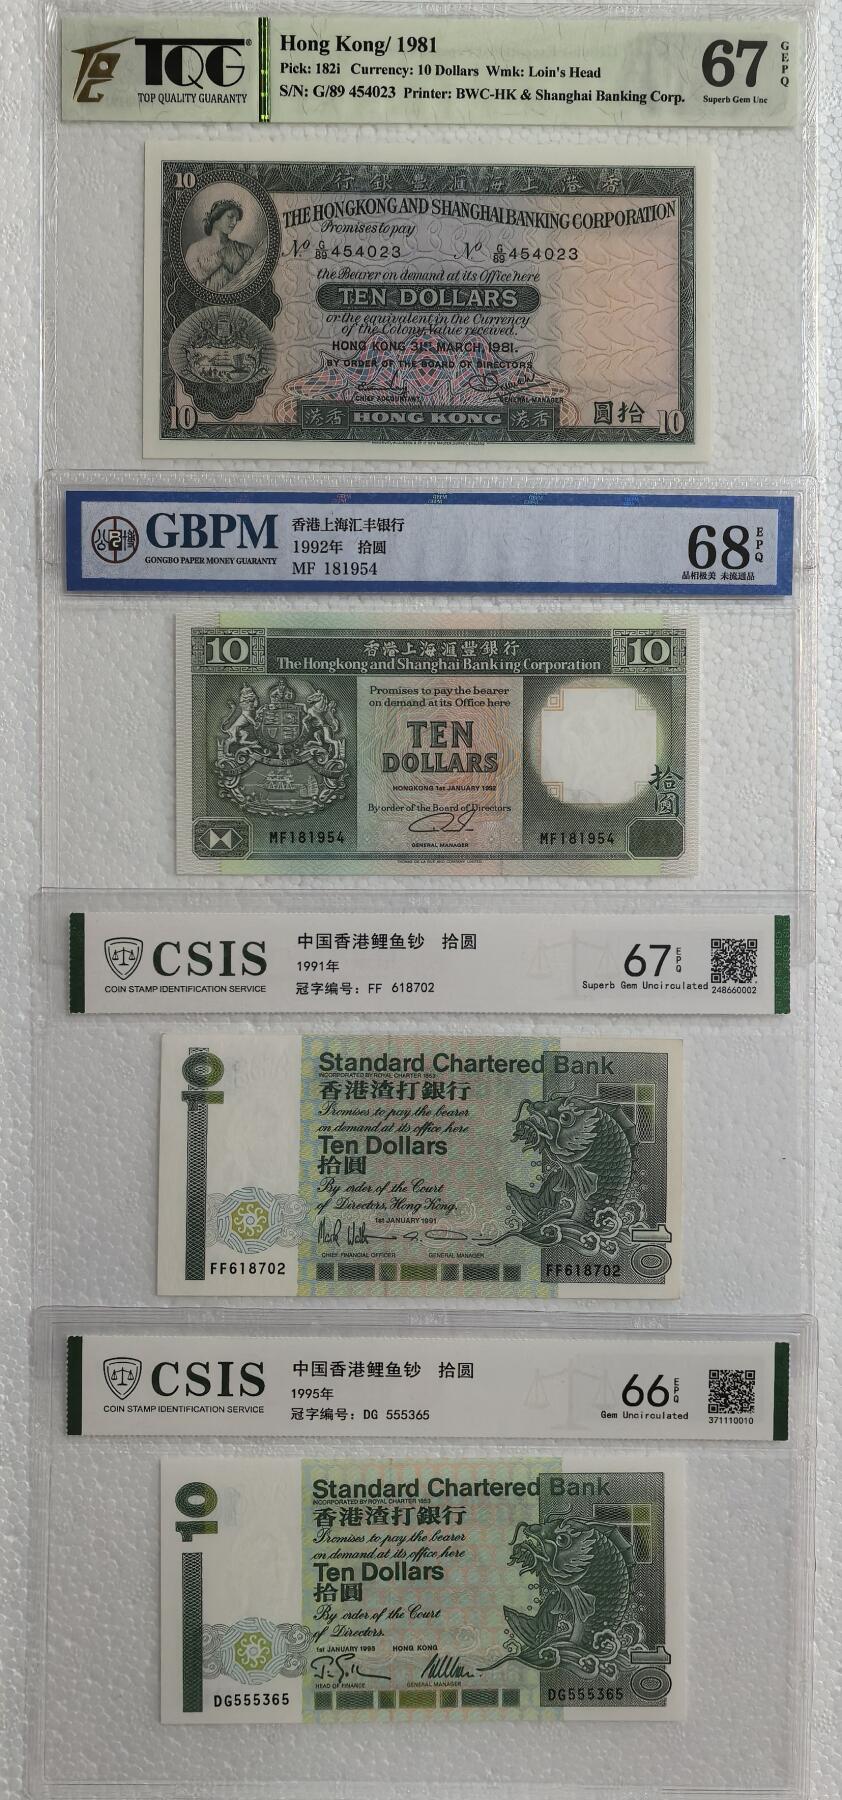 TQG
TOP QUALITY GUARANTY
Hong Kong/ 1981
Pick: 182i Currency: 10 Dollars Wmk: Loin's Head
S/N: G/89 454023 Printer: BWC-HK & Shanghai Banking Corp.
67
GEPQ
Superb Gem Unc
10
行銀豐滙海上港香
THE HONGKONG AND SHANGHAI BANKING CORPORATION
Promises to pay
No G/89 454023 No G/89 454023
the Bearer on demand at its Office here
TEN DOLLARS
or the equivalent in the Currency
of the Colony, Value received.
HONG KONG 31ST MARCH 1981.
BY ORDER OF THE BOARD OF DIRECTORS
CHIEF ACCOUNTANT GENERAL MANAGER
10 港香 HONG KONG 港香 圓拾 10
GBPM
GONGBO PAPER MONEY GUARANTY
香港上海汇丰银行
1992年 拾圆
MF 181954
68
EPQ
品相极美 未流通品
10 香港上海滙豐銀行 10
The Hongkong and Shanghai Banking Corporation
Promises to pay the bearer
on demand at its Office here
TEN
DOLLARS
HONGKONG 1st JANUARY 1992
拾圓
By order of the Board of Directors
MF181954 MF181954
GENERAL MANAGER
THOMAS DE LA RUE AND COMPANY LIMITED
CSIS
COIN STAMP IDENTIFICATION SERVICE
中国香港鲤鱼钞 拾圆
1991年
冠字编号: FF 618702
67
EPQ
Superb Gem Uncirculated
248660002
10
Standard Chartered Bank
INCORPORATED BY ROYAL CHARTER 1853
香港渣打銀行
Promises to pay the bearer
on demand at its office here
Ten Dollars
拾圓
By order of the Court
of Directors, Hong Kong.
1st JANUARY 1991
CHIEF FINANCIAL OFFICER GENERAL MANAGER
FF618702 FF618702
10
CSIS
COIN STAMP IDENTIFICATION SERVICE
中国香港鲤鱼钞 拾圆
1995年
冠字编号: DG 555365
66
EPQ
Gem Uncirculated
371110010
10
Standard Chartered Bank
INCORPORATED BY ROYAL CHARTER 1853
香港渣打銀行
Promises to pay the bearer
on demand at its office here
Ten Dollars
拾圓
By order of the Court
of Directors.
1st JANUARY 1995 HONG KONG
HEAD OF FINANCE GENERAL MANAGER
DG555365 DG555365
10